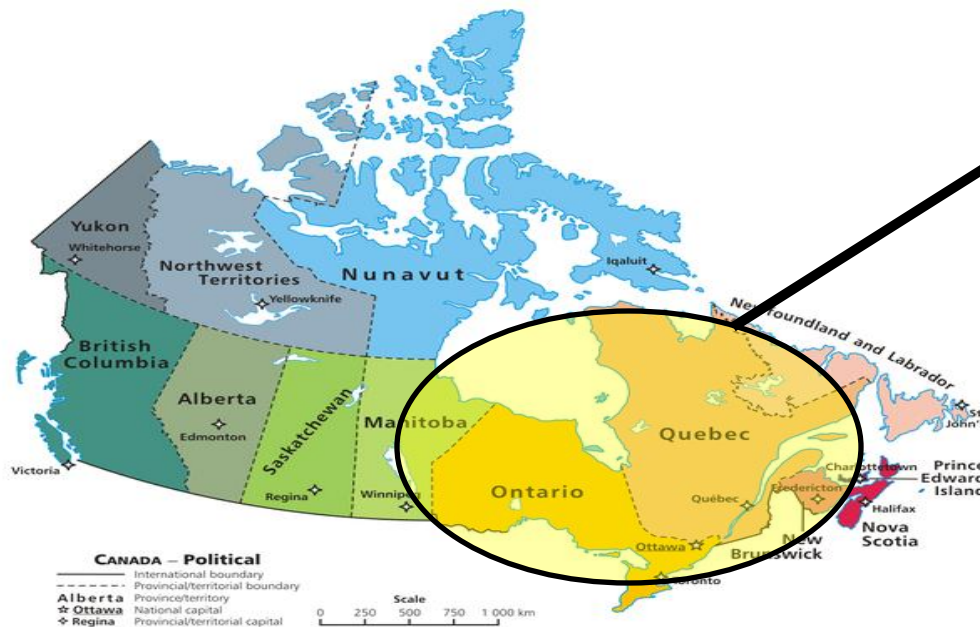 Yukon
Whitehorse
Northwest
Territories
Yellowknife
Nunavut
Iqaluit
British
Columbia
Alberta
Edmonton
Saskatchewan
Regina
Manitoba
Winnipeg
Victoria
Ontario
Quebec
Québec
Ottawa
Toronto
Newfoundland and Labrador
St
John'
Charlottetown
Prince
Edward
Island
Fredericton
Halifax
New
Brunswick
Nova
Scotia
CANADA – Political
International boundary
Provincial/territorial boundary
Alberta Province/territory
Ottawa National capital
Regina Provincial/territorial capital
Scale
0 250 500 750 1 000 km